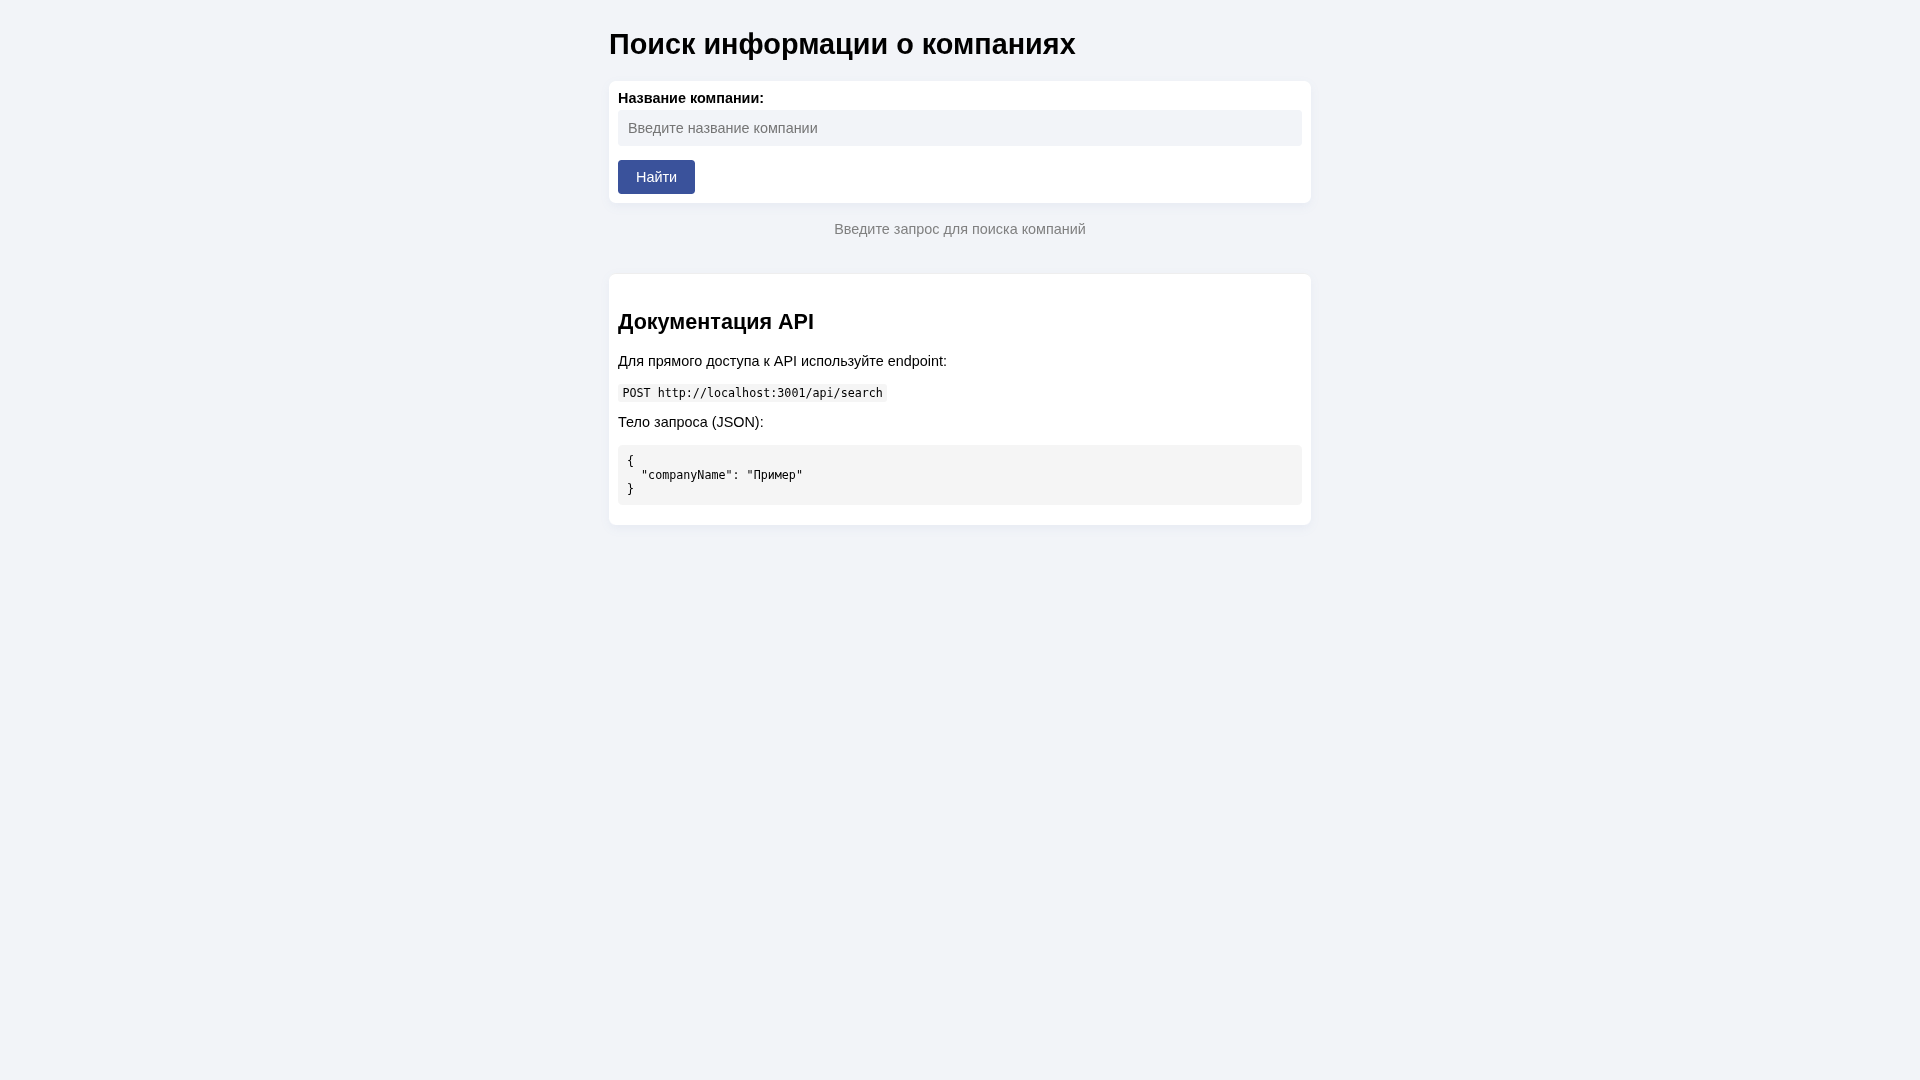 Поиск информации о компаниях
Название компании:
Введите название компании
Найти
Введите запрос для поиска компаний
Документация API
Для прямого доступа к API используйте endpoint:
POST http://localhost:3001/api/search
Тело запроса (JSON):
{
  "companyName": "Пример"
}